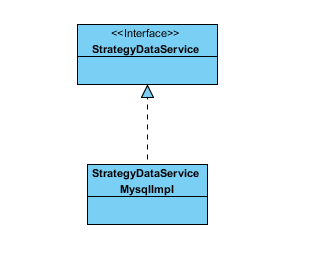 <<Interface>>
StrategyDataService
StrategyDataService
MysqlImpl